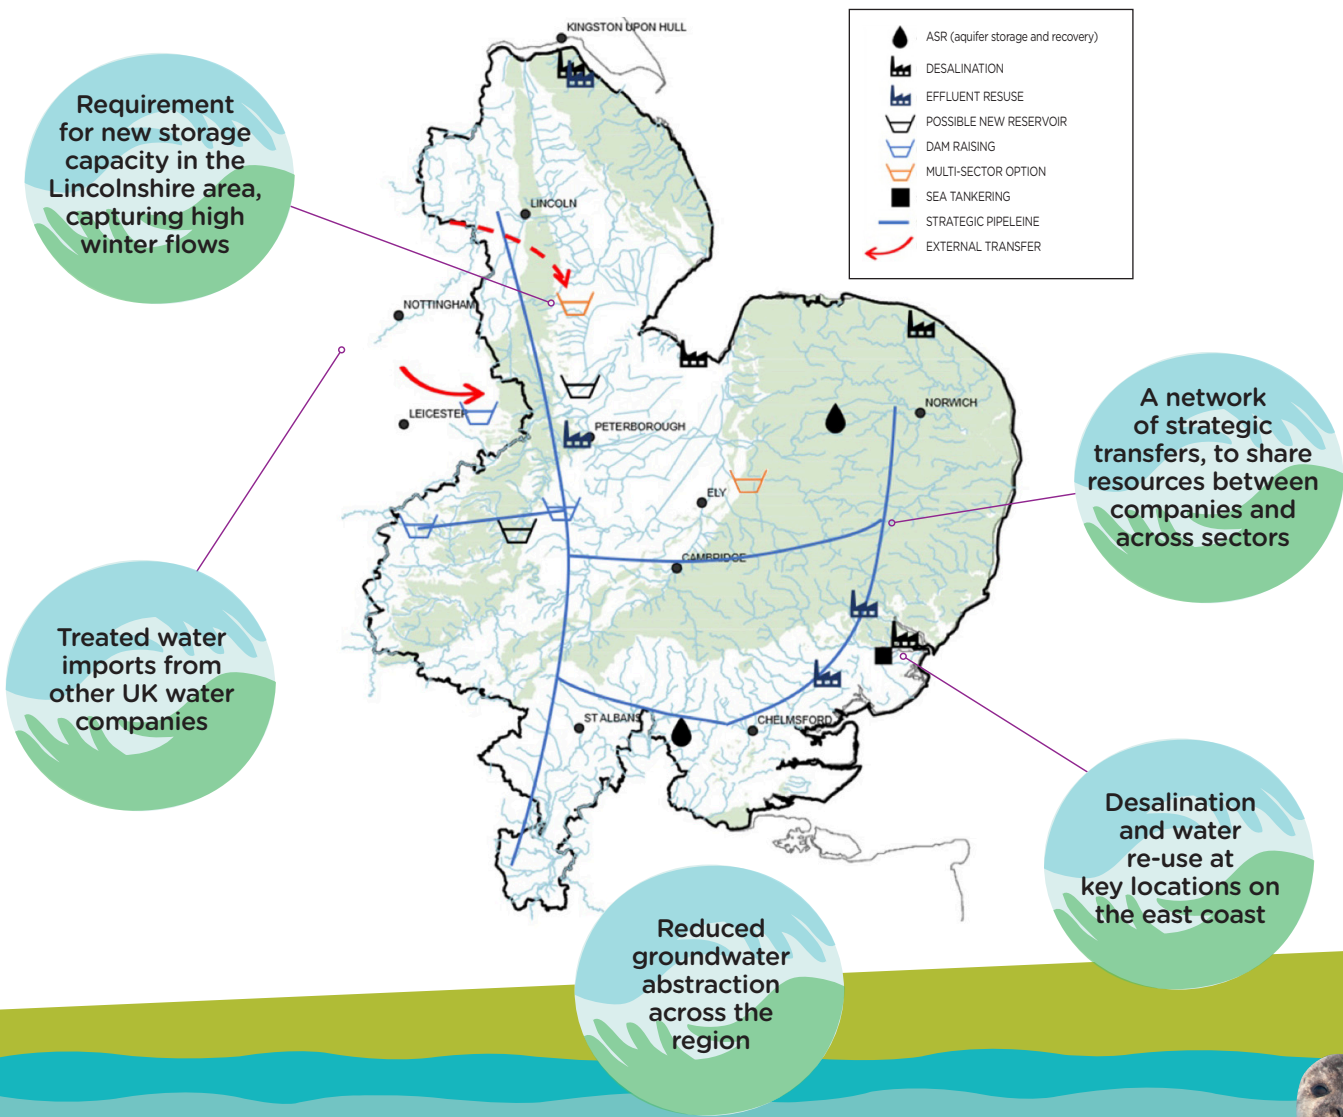 KINGSTON UPON HULL
ASR (aquifer storage and recovery)
DESALINATION
EFFLUENT RESUSE
POSSIBLE NEW RESERVOIR
DAM RAISING
MULTI-SECTOR OPTION
SEA TANKERING
STRATEGIC PIPELEINE
EXTERNAL TRANSFER
Requirement
for new storage
capacity in the
Lincolnshire area,
capturing high
winter flows
LINCOLN
NOTTINGHAM
LEICESTER
PETERBOROUGH
NORWICH
ELY
CAMBRIDGE
ST ALBANS
CHELMSFORD
A network
of strategic
transfers, to share
resources between
companies and
across sectors
Treated water
imports from
other UK water
companies
Desalination
and water
re-use at
key locations on
the east coast
Reduced
groundwater
abstraction
across the
region